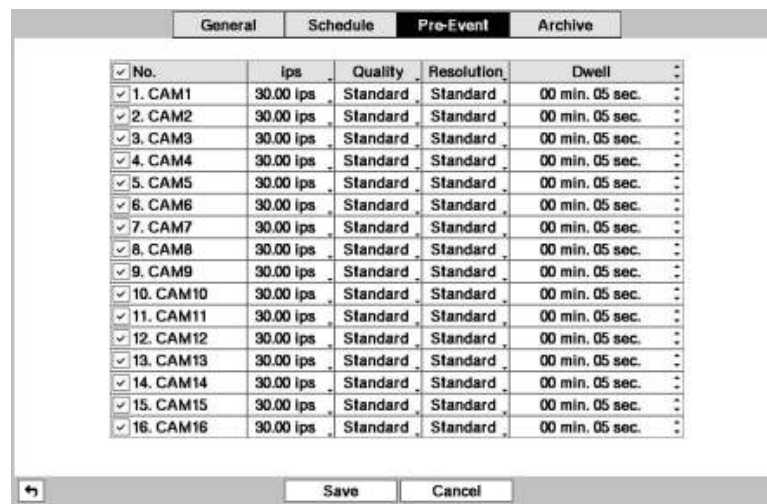 General Schedule Pre-Event Archive
No. ips Quality Resolution Dwell
1. CAM1 30.00 ips Standard Standard 00 min. 05 sec.
2. CAM2 30.00 ips Standard Standard 00 min. 05 sec.
3. CAM3 30.00 ips Standard Standard 00 min. 05 sec.
4. CAM4 30.00 ips Standard Standard 00 min. 05 sec.
5. CAM5 30.00 ips Standard Standard 00 min. 05 sec.
6. CAM6 30.00 ips Standard Standard 00 min. 05 sec.
7. CAM7 30.00 ips Standard Standard 00 min. 05 sec.
8. CAM8 30.00 ips Standard Standard 00 min. 05 sec.
9. CAM9 30.00 ips Standard Standard 00 min. 05 sec.
10. CAM10 30.00 ips Standard Standard 00 min. 05 sec.
11. CAM11 30.00 ips Standard Standard 00 min. 05 sec.
12. CAM12 30.00 ips Standard Standard 00 min. 05 sec.
13. CAM13 30.00 ips Standard Standard 00 min. 05 sec.
14. CAM14 30.00 ips Standard Standard 00 min. 05 sec.
15. CAM15 30.00 ips Standard Standard 00 min. 05 sec.
16. CAM16 30.00 ips Standard Standard 00 min. 05 sec.
Save Cancel